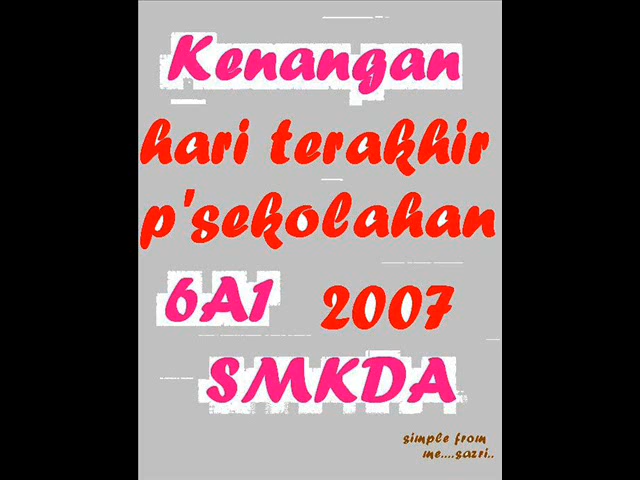 Kenangan
hari terakhir
p'sekolahan
6A1 2007
SMKDA
simple from
me....sazri..